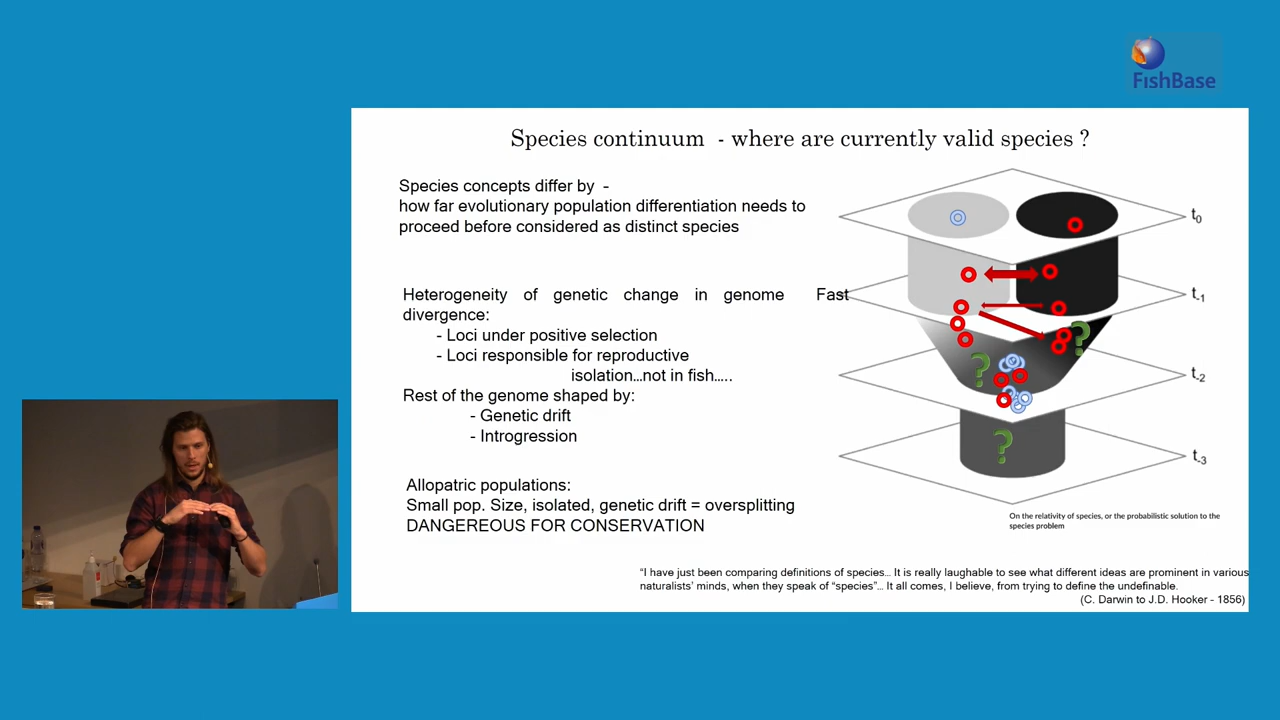 FishBase
Species continuum - where are currently valid species ?
Species concepts differ by -
how far evolutionary population differentiation needs to
proceed before considered as distinct species
Heterogeneity of genetic change in genome Fast
divergence:
- Loci under positive selection
- Loci responsible for reproductive
isolation…not in fish…..
Rest of the genome shaped by:
- Genetic drift
- Introgression
Allopatric populations:
Small pop. Size, isolated, genetic drift = oversplitting
DANGEREOUS FOR CONSERVATION
t0
t-1
?
t-2
?
t-3
?
On the relativity of species, or the probabilistic solution to the
species problem
“I have just been comparing definitions of species… It is really laughable to see what different ideas are prominent in various
naturalists’ minds, when they speak of “species”… It all comes, I believe, from trying to define the undefinable.
(C. Darwin to J.D. Hooker - 1856)